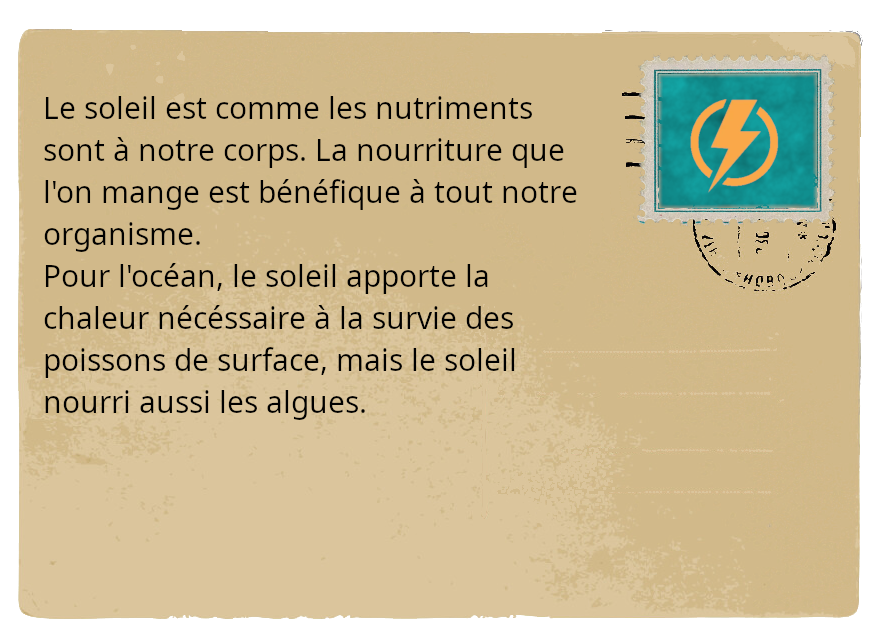 Le soleil est comme les nutriments
sont à notre corps. La nourriture que
l'on mange est bénéfique à tout notre
organisme.
Pour l'océan, le soleil apporte la
chaleur nécéssaire à la survie des
poissons de surface, mais le soleil
nourri aussi les algues.